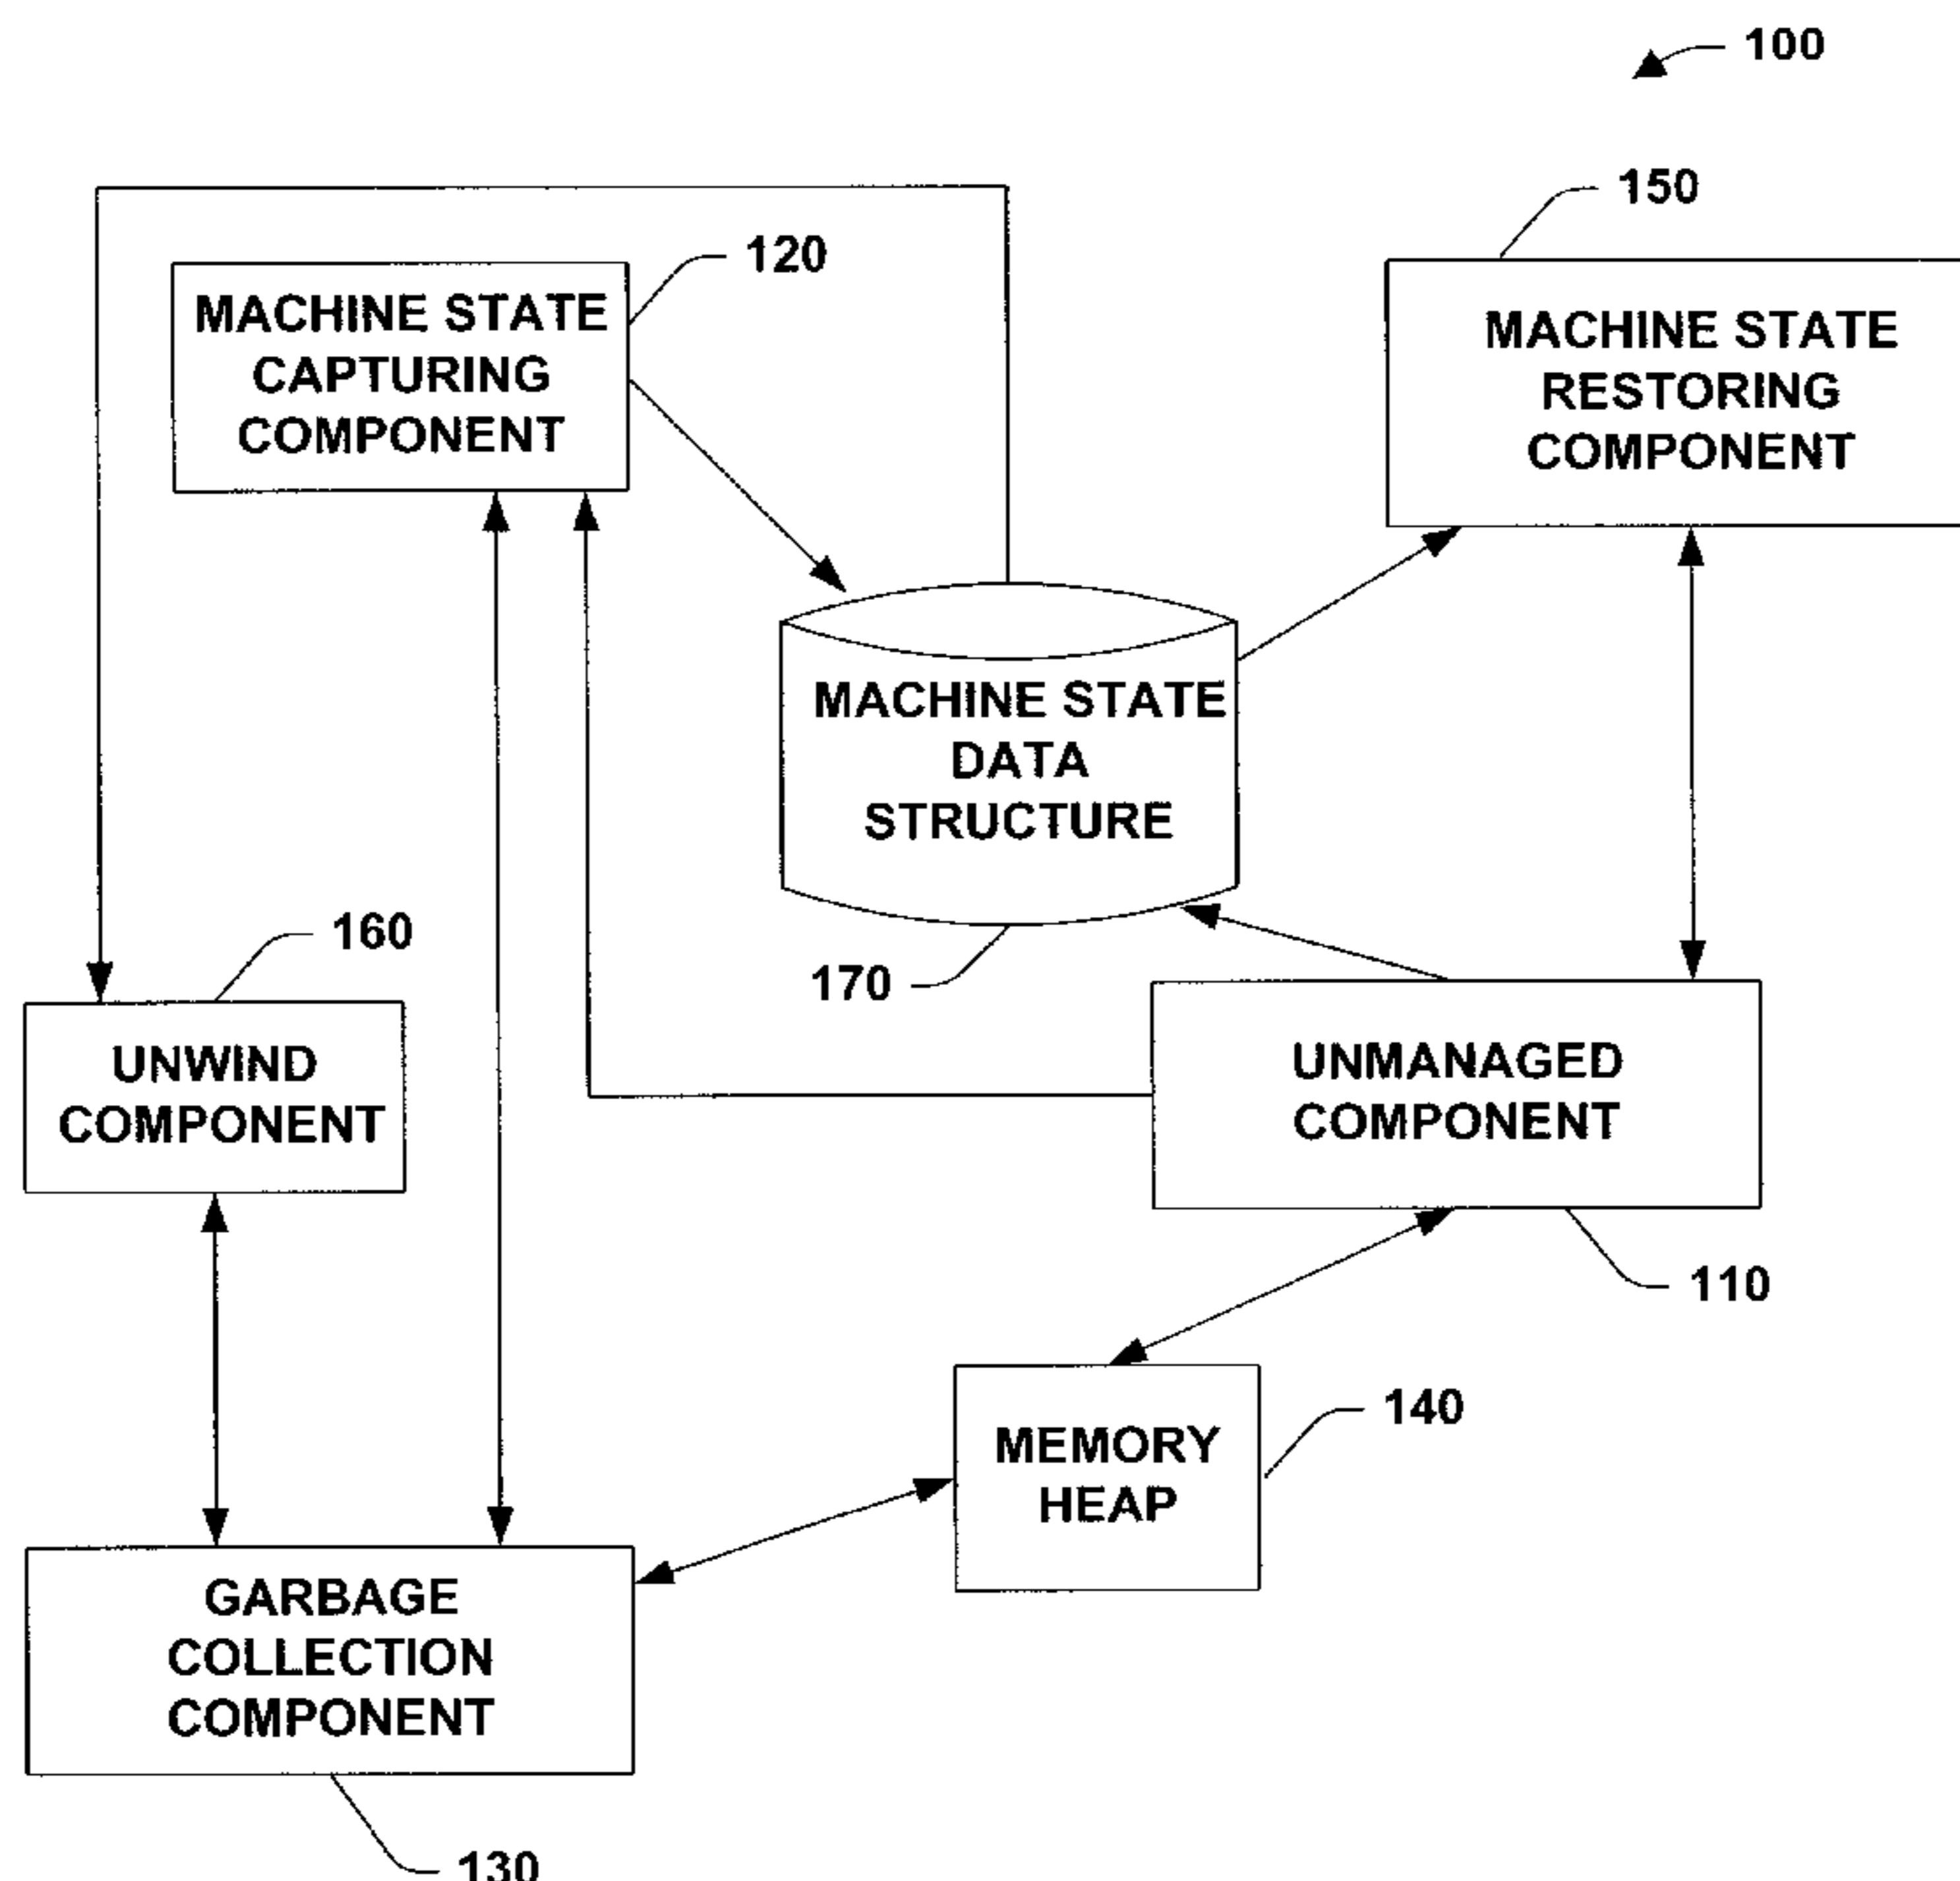 100
150
120
MACHINE STATE
CAPTURING
COMPONENT
MACHINE STATE
RESTORING
COMPONENT
MACHINE STATE
DATA
STRUCTURE
160
170
UNWIND
COMPONENT
UNMANAGED
COMPONENT
110
140
MEMORY
HEAP
GARBAGE
COLLECTION
COMPONENT
130